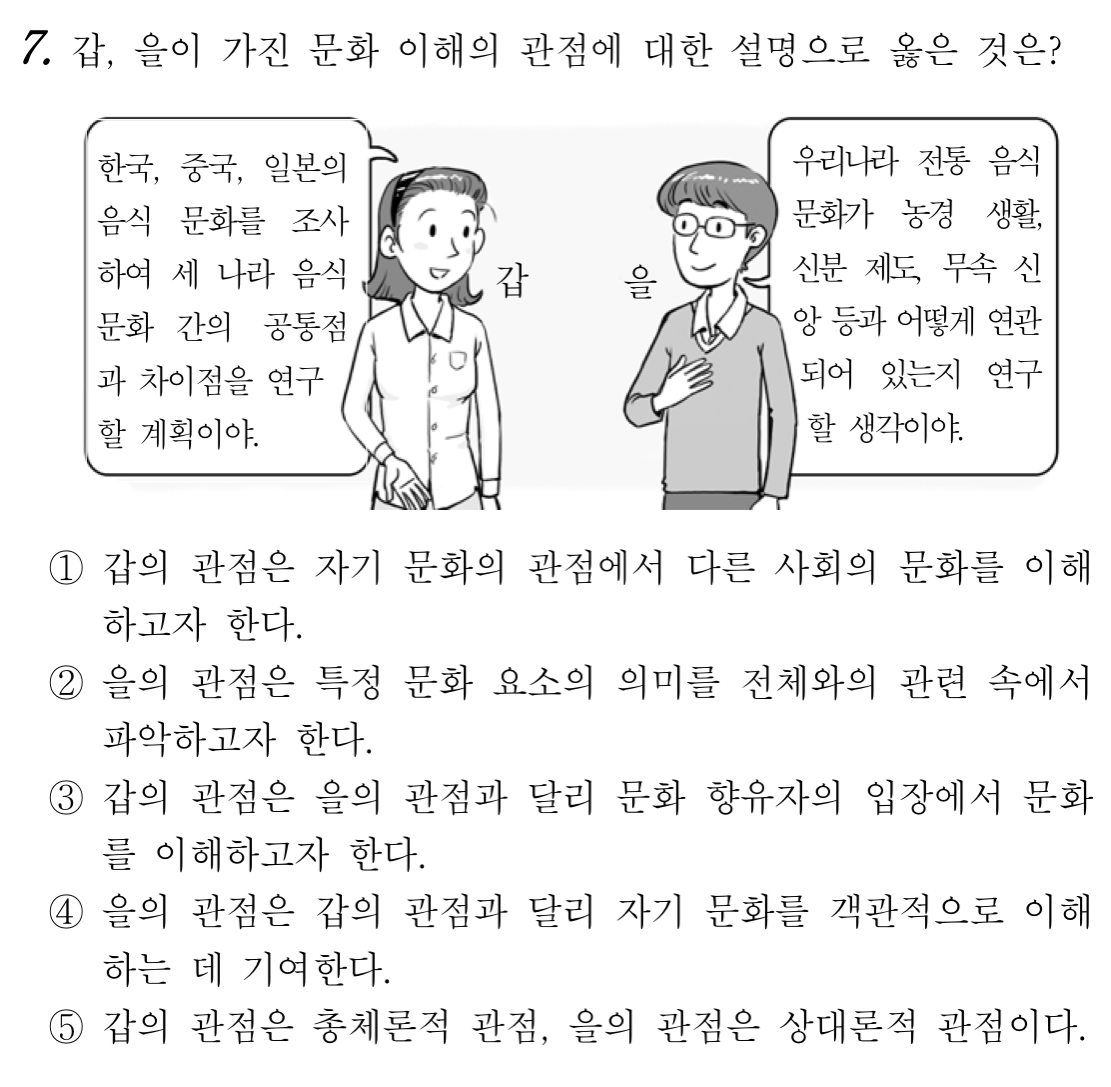 7. 갑, 을이 가진 문화 이해의 관점에 대한 설명으로 옳은 것은?
한국, 중국, 일본의
음식 문화를 조사
하여 세 나라 음식
문화 간의 공통점
과 차이점을 연구
할 계획이야.
갑
을
우리나라 전통 음식
문화가 농경 생활,
신분 제도, 무속 신
앙 등과 어떻게 연관
되어 있는지 연구
할 생각이야.
① 갑의 관점은 자기 문화의 관점에서 다른 사회의 문화를 이해
하고자 한다.
② 을의 관점은 특정 문화 요소의 의미를 전체와의 관련 속에서
파악하고자 한다.
③ 갑의 관점은 을의 관점과 달리 문화 향유자의 입장에서 문화
를 이해하고자 한다.
④ 을의 관점은 갑의 관점과 달리 자기 문화를 객관적으로 이해
하는 데 기여한다.
⑤ 갑의 관점은 총체론적 관점, 을의 관점은 상대론적 관점이다.